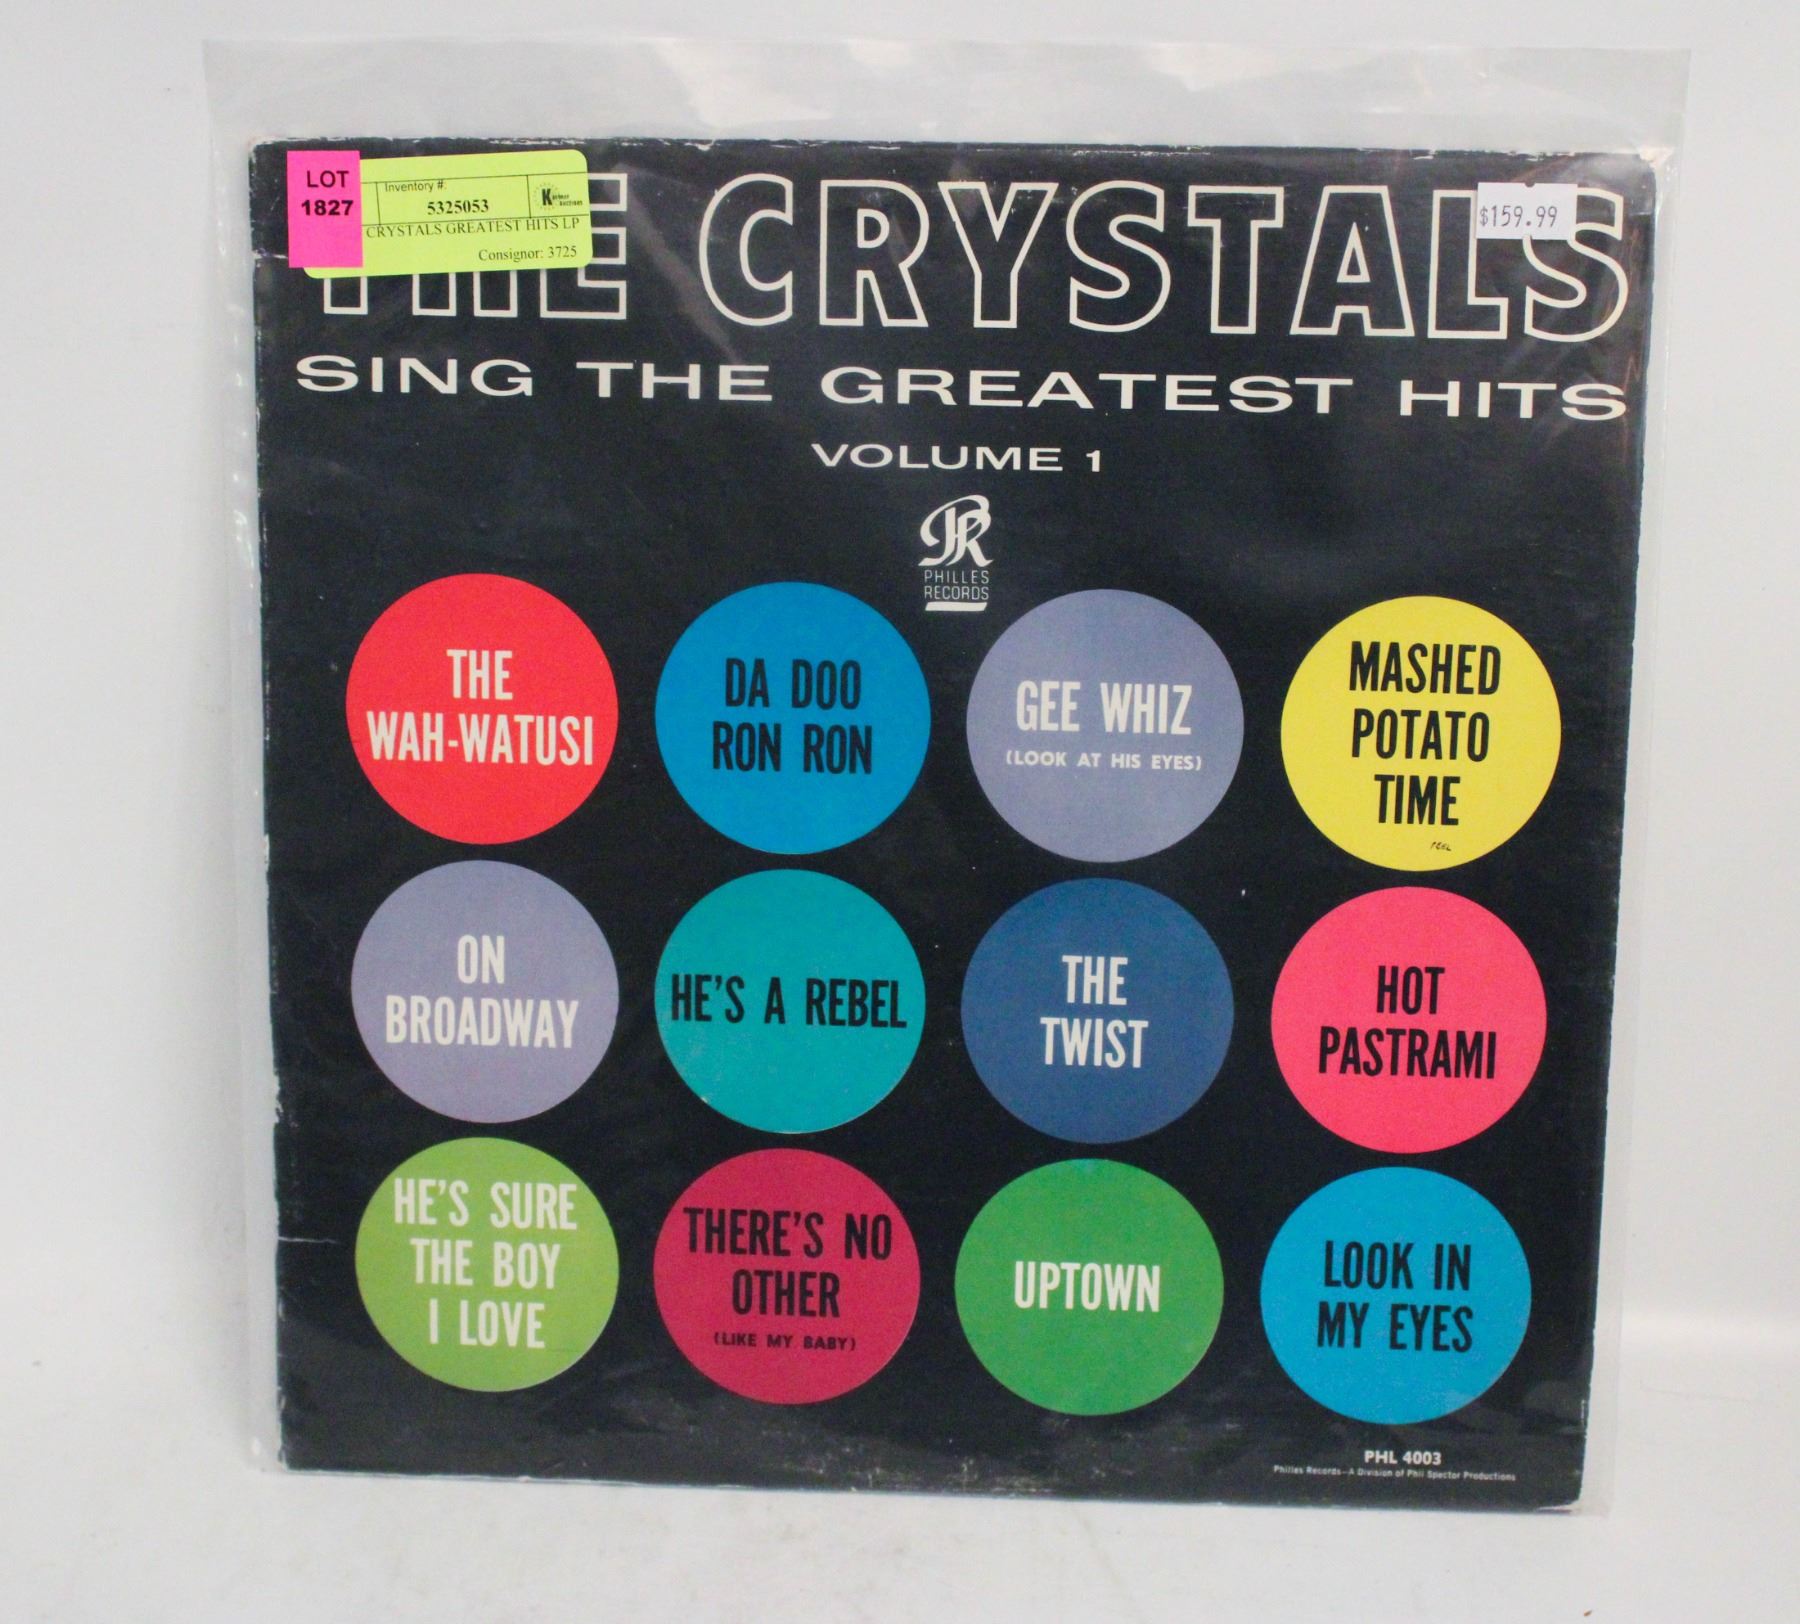 LOT
1827
Inventory #:
5325053
CRYSTALS GREATEST HITS LP
Consignor: 3725
$159.99
THE CRYSTALS
SING THE GREATEST HITS
VOLUME 1
PR
PHILLES
RECORDS
THE
WAH-WATUSI
DA DOO
RON RON
GEE WHIZ
(LOOK AT HIS EYES)
MASHED
POTATO
TIME
ON
BROADWAY
HE'S A REBEL
THE
TWIST
HOT
PASTRAMI
HE'S SURE
THE BOY
I LOVE
THERE'S NO
OTHER
(LIKE MY BABY)
UPTOWN
LOOK IN
MY EYES
PHL 4003
Philles Records—A Division of Phil Spector Productions